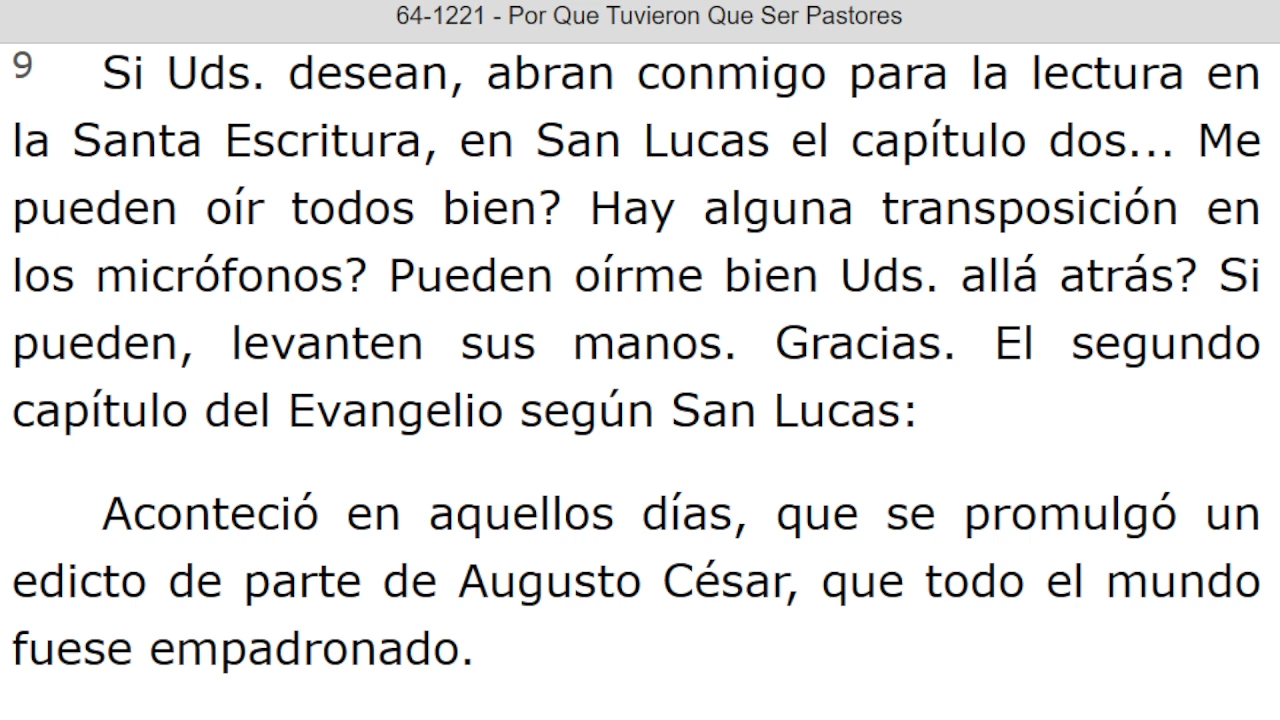 64-1221 - Por Que Tuvieron Que Ser Pastores
9 Si Uds. desean, abran conmigo para la lectura en
la Santa Escritura, en San Lucas el capítulo dos... Me
pueden oír todos bien? Hay alguna transposición en
los micrófonos? Pueden oírme bien Uds. allá atrás? Si
pueden, levanten sus manos. Gracias. El segundo
capítulo del Evangelio según San Lucas:
Aconteció en aquellos días, que se promulgó un
edicto de parte de Augusto César, que todo el mundo
fuese empadronado.